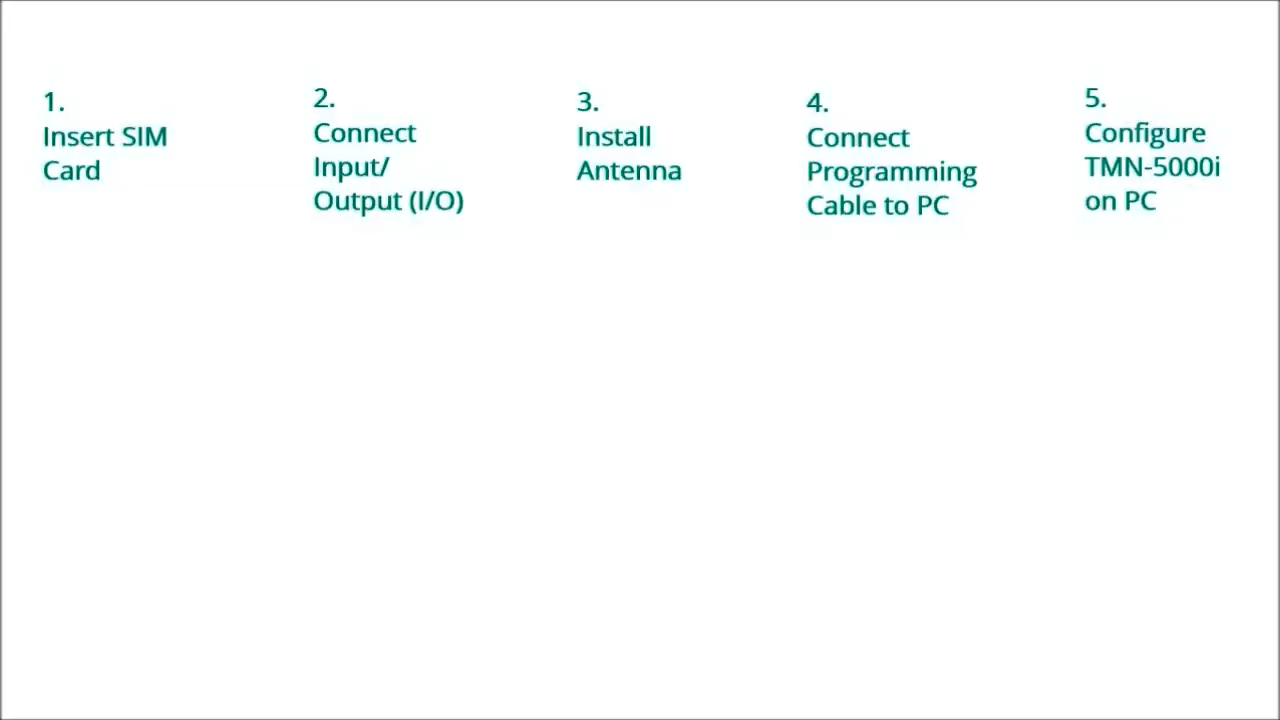 1.
Insert SIM
Card
2.
Connect
Input/
Output (I/O)
3.
Install
Antenna
4.
Connect
Programming
Cable to PC
5.
Configure
TMN-5000i
on PC